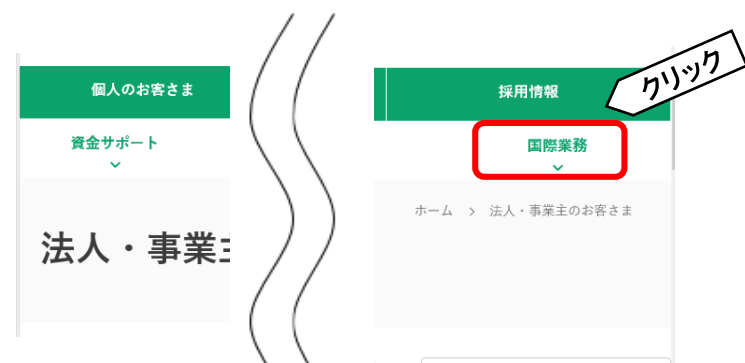 個人のお客さま
採用情報
クリック
資金サポート
国際業務
ホーム > 法人・事業主のお客さま
法人・事業